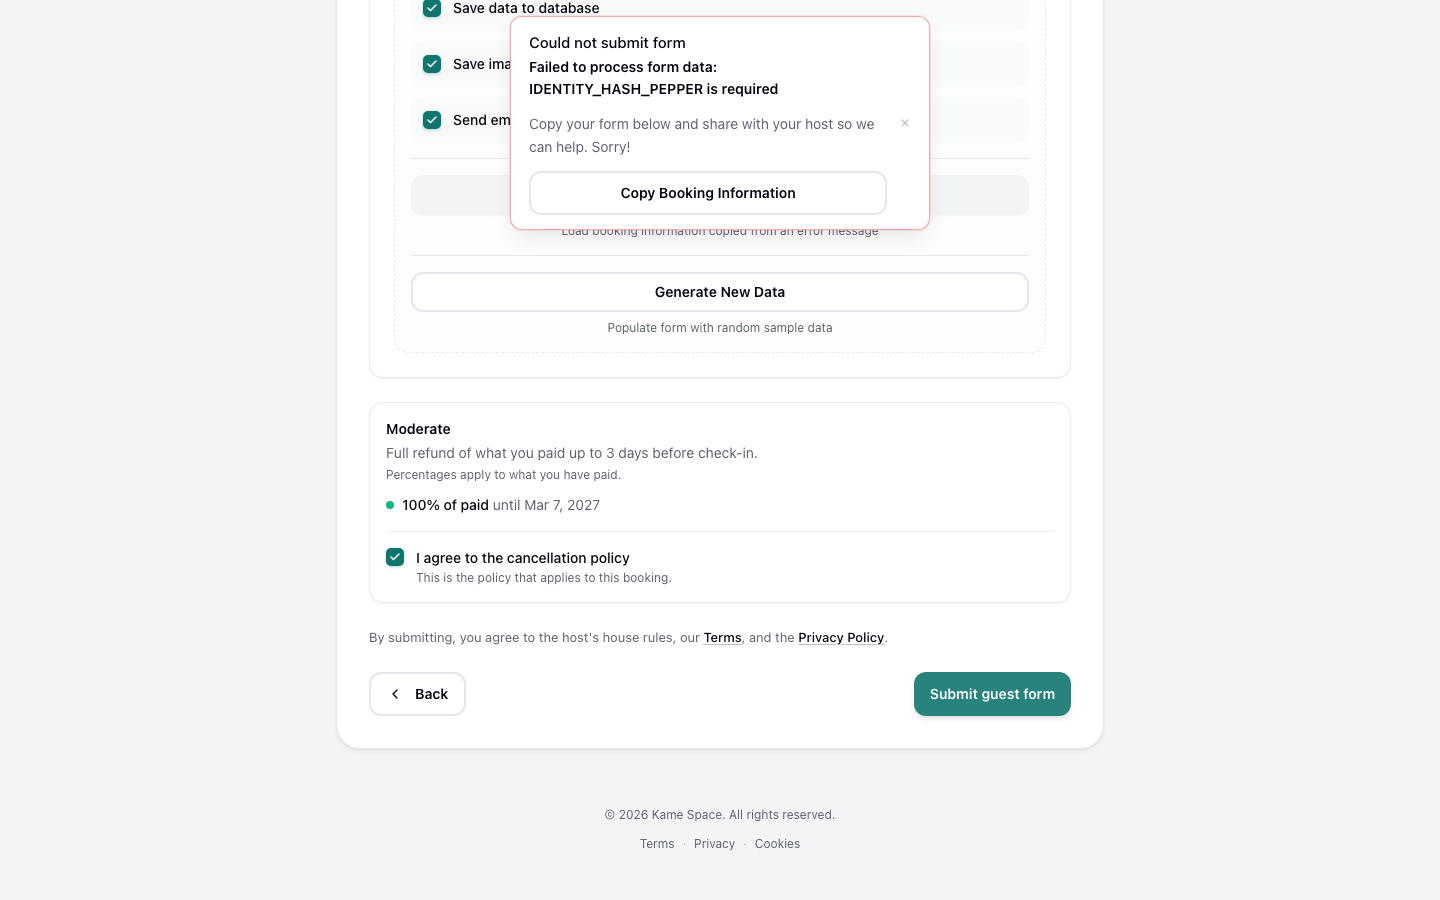 Save data to database
Could not submit form
Failed to process form data:
IDENTITY_HASH_PEPPER is required
Save ima
Send em
Copy your form below and share with your host so we
can help. Sorry!
×
Copy Booking Information
Load booking information copied from an error message
Generate New Data
Populate form with random sample data
Moderate
Full refund of what you paid up to 3 days before check-in.
Percentages apply to what you have paid.
100% of paid until Mar 7, 2027
I agree to the cancellation policy
This is the policy that applies to this booking.
By submitting, you agree to the host's house rules, our Terms, and the Privacy Policy.
Back
Submit guest form
© 2026 Kame Space. All rights reserved.
Terms · Privacy · Cookies